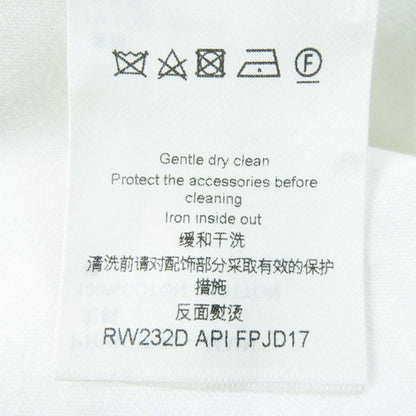 F
Gentle dry clean
Protect the accessories before
cleaning
Iron inside out
缓和干洗
清洗前请对配饰部分采取有效的保护
措施
反面熨烫
RW232D API FPJD17